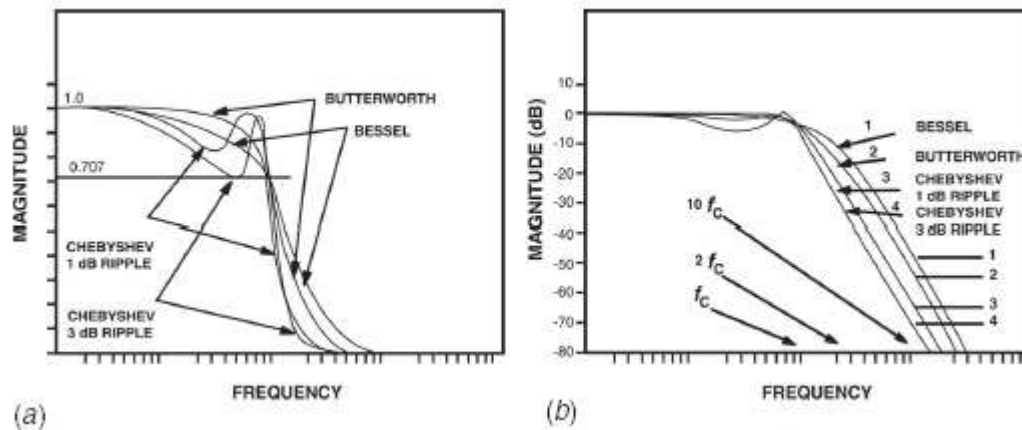 1.0
0.707
MAGNITUDE
BUTTERWORTH
BESSEL
CHEBYSHEV
1 dB RIPPLE
CHEBYSHEV
3 dB RIPPLE
FREQUENCY
(a)
MAGNITUDE (dB)
10
0
-10
-20
-30
-40
-50
-60
-70
-80
1
BESSEL
2
BUTTERWORTH
3
CHEBYSHEV
1 dB RIPPLE
4
CHEBYSHEV
3 dB RIPPLE
10 fC
2 fC
fC
1
2
3
4
FREQUENCY
(b)